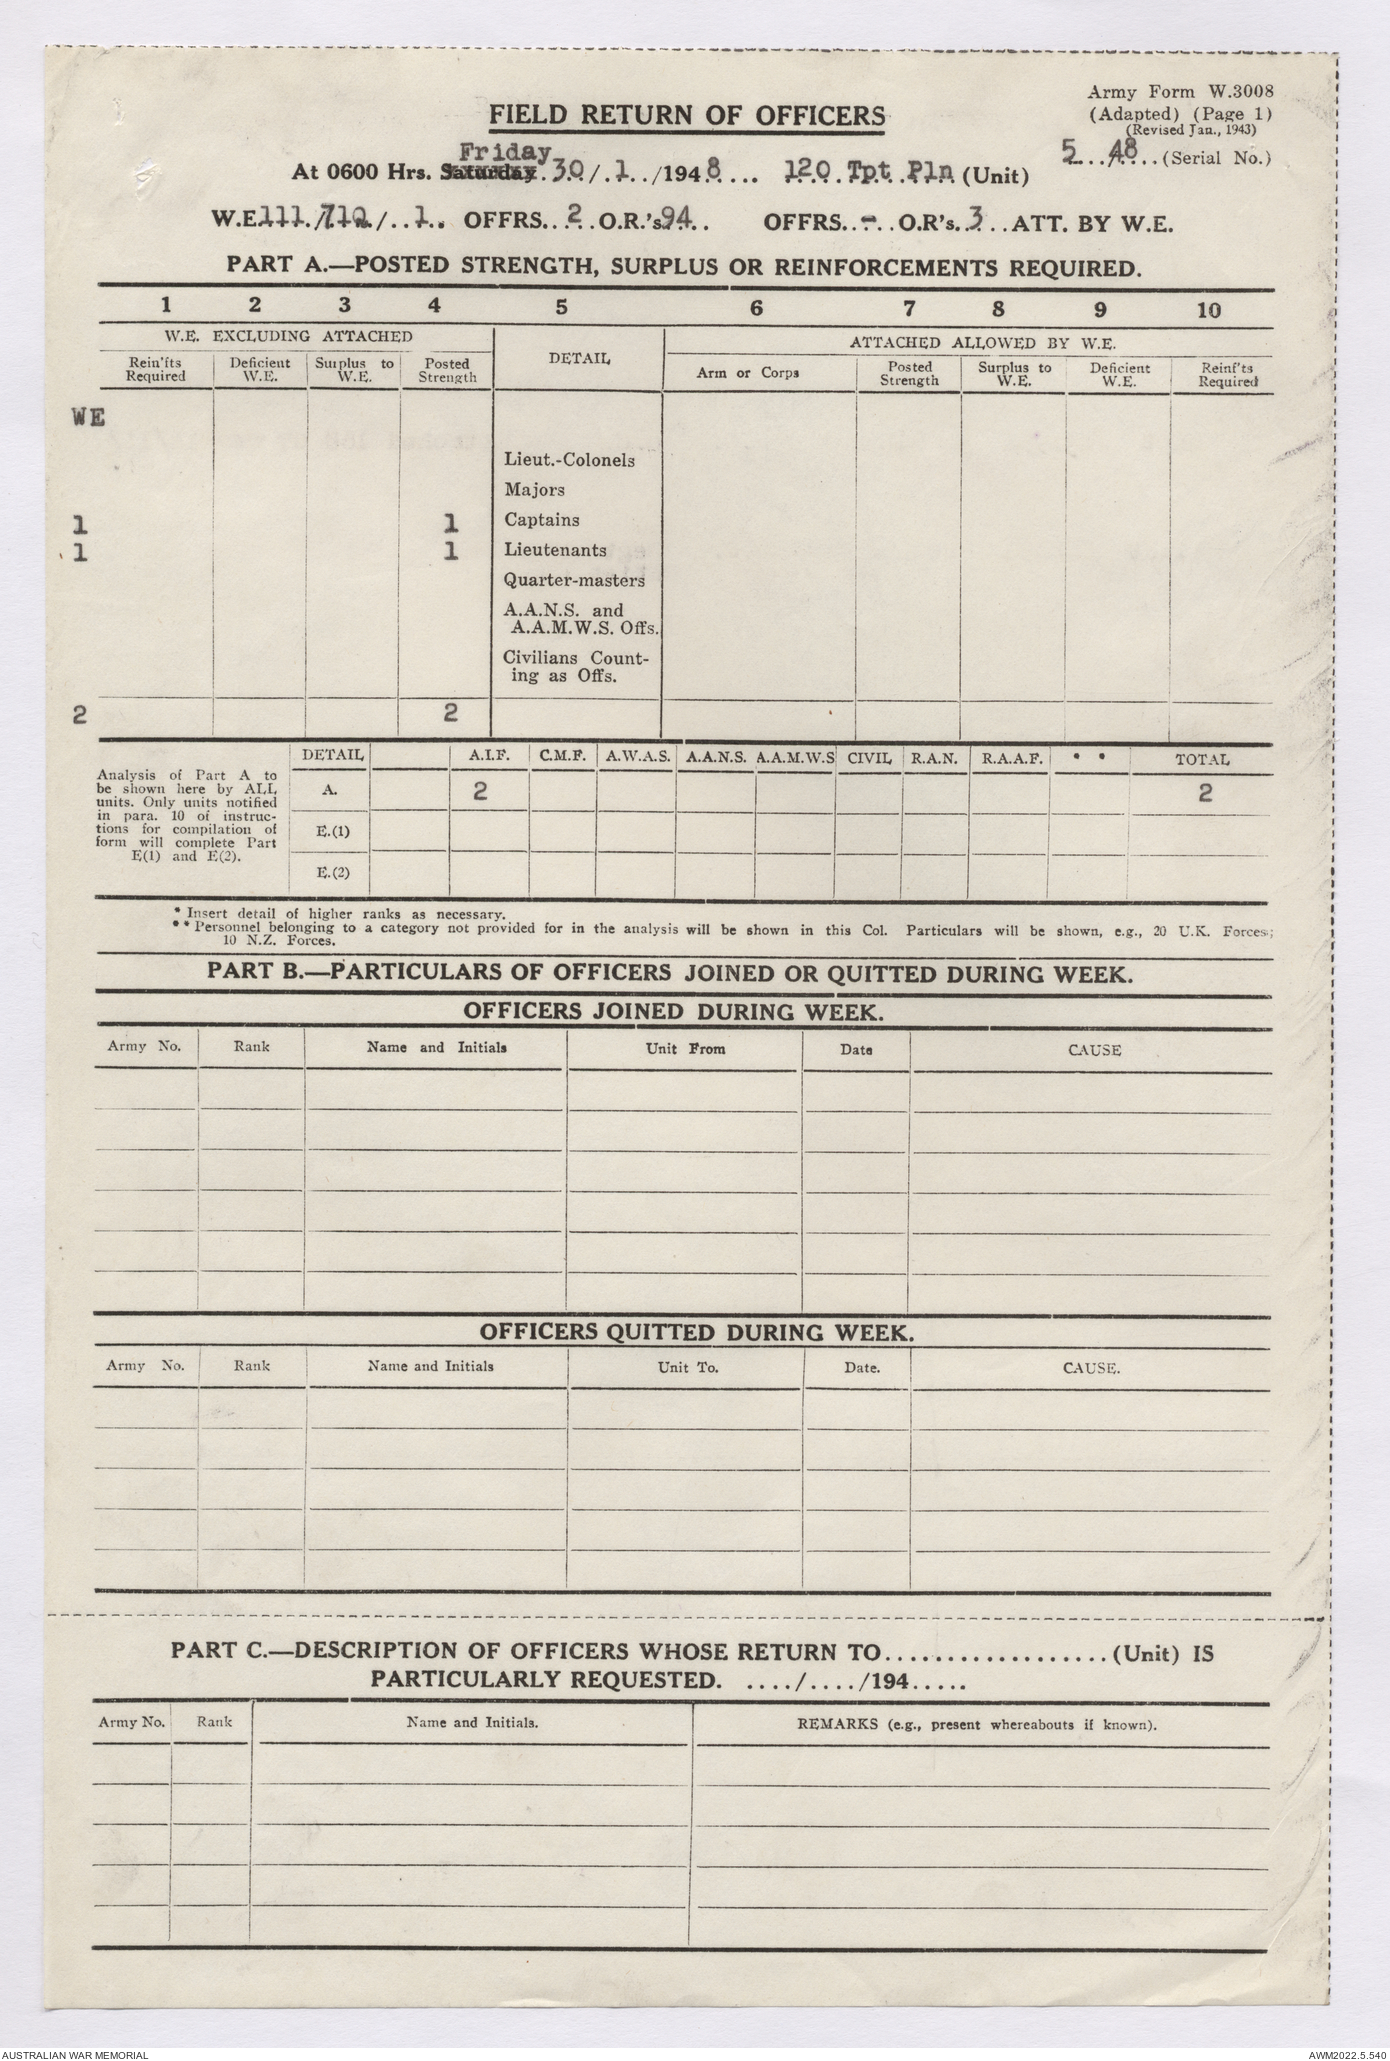 Army Form W.3008
FIELD RETURN OF OFFICERS
(Adapted) (Page 1)
(Revised Jan., 1943)
5.../48... (Serial No.)
Friday
At 0600 Hrs. Saturday.30/.1../1948.... 120 Tpt Pln (Unit)
W.E.111./710/..1.. OFFRS...2..O.R.'s94.. OFFRS..-..O.R's..3...ATT. BY W.E.
PART A.—POSTED STRENGTH, SURPLUS OR REINFORCEMENTS REQUIRED.
1 2 3 4 5 6 7 8 9 10
W.E. EXCLUDING ATTACHED DETAIL ATTACHED ALLOWED BY W.E.
Rein'fts Required Deficient W.E. Surplus to W.E. Posted Strength Arm or Corps Posted Strength Surplus to W.E. Deficient W.E. Reinf'ts Required
WE
Lieut.-Colonels
Majors
1 1 Captains
1 1 Lieutenants
Quarter-masters
A.A.N.S. and
A.A.M.W.S. Offs.
Civilians Count-
ing as Offs.
2 2
DETAIL A.I.F. C.M.F. A.W.A.S. A.A.N.S. A.A.M.W.S CIVIL R.A.N. R.A.A.F. * * TOTAL
Analysis of Part A to
be shown here by ALL
units. Only units notified
in para. 10 of instruc-
tions for compilation of
form will complete Part
E(1) and E(2).
A. 2 2
E.(1)
E.(2)
* Insert detail of higher ranks as necessary.
* * Personnel belonging to a category not provided for in the analysis will be shown in this Col. Particulars will be shown, e.g., 20 U.K. Forces;
10 N.Z. Forces.
PART B.—PARTICULARS OF OFFICERS JOINED OR QUITTED DURING WEEK.
OFFICERS JOINED DURING WEEK.
Army No. Rank Name and Initials Unit From Date CAUSE
OFFICERS QUITTED DURING WEEK.
Army No. Rank Name and Initials Unit To. Date. CAUSE.
PART C.—DESCRIPTION OF OFFICERS WHOSE RETURN TO.................. (Unit) IS
PARTICULARLY REQUESTED. ..../..../194.....
Army No. Rank Name and Initials. REMARKS (e.g., present whereabouts if known).
AUSTRALIAN WAR MEMORIAL AWM2022.5.540